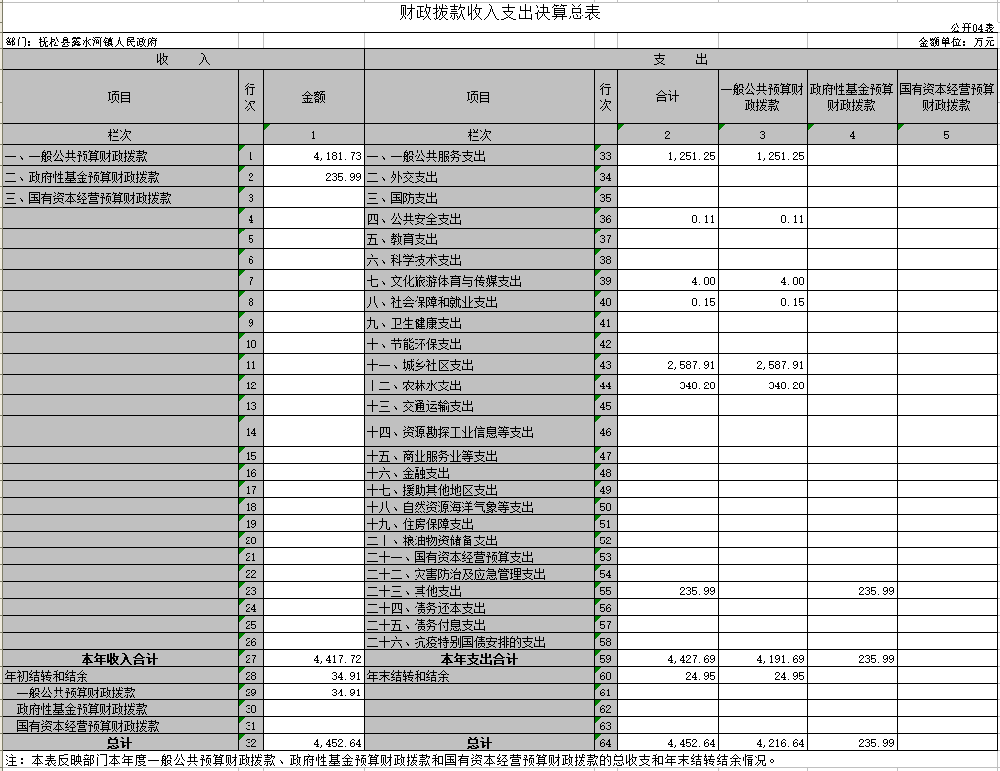 财政拨款收入支出决算总表
公开04表
部门：抚松县露水河镇人民政府 金额单位：万元
收 入 支 出
项目 行次 金额 项目 行次 合计 一般公共预算财政拨款 政府性基金预算财政拨款 国有资本经营预算财政拨款
栏次 1 栏次 2 3 4 5
一、一般公共预算财政拨款 1 4,181.73 一、一般公共服务支出 33 1,251.25 1,251.25
二、政府性基金预算财政拨款 2 235.99 二、外交支出 34
三、国有资本经营预算财政拨款 3 三、国防支出 35
4 四、公共安全支出 36 0.11 0.11
5 五、教育支出 37
6 六、科学技术支出 38
7 七、文化旅游体育与传媒支出 39 4.00 4.00
8 八、社会保障和就业支出 40 0.15 0.15
9 九、卫生健康支出 41
10 十、节能环保支出 42
11 十一、城乡社区支出 43 2,587.91 2,587.91
12 十二、农林水支出 44 348.28 348.28
13 十三、交通运输支出 45
14 十四、资源勘探工业信息等支出 46
15 十五、商业服务业等支出 47
16 十六、金融支出 48
17 十七、援助其他地区支出 49
18 十八、自然资源海洋气象等支出 50
19 十九、住房保障支出 51
20 二十、粮油物资储备支出 52
21 二十一、国有资本经营预算支出 53
22 二十二、灾害防治及应急管理支出 54
23 二十三、其他支出 55 235.99 235.99
24 二十四、债务还本支出 56
25 二十五、债务付息支出 57
26 二十六、抗疫特别国债安排的支出 58
本年收入合计 27 4,417.72 本年支出合计 59 4,427.69 4,191.69 235.99
年初结转和结余 28 34.91 年末结转和结余 60 24.95 24.95
一般公共预算财政拨款 29 34.91 61
政府性基金预算财政拨款 30 62
国有资本经营预算财政拨款 31 63
总计 32 4,452.64 总计 64 4,452.64 4,216.64 235.99
注：本表反映部门本年度一般公共预算财政拨款、政府性基金预算财政拨款和国有资本经营预算财政拨款的总收支和年末结转结余情况。